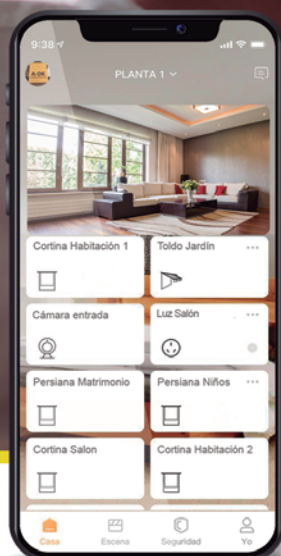 9:38
A-OK
PLANTA 1
Cortina Habitación 1
Toldo Jardín
Cámara entrada
Luz Salón
Persiana Matrimonio
Persiana Niños
Cortina Salon
Cortina Habitación 2
Casa
Escena
Seguridad
Yo